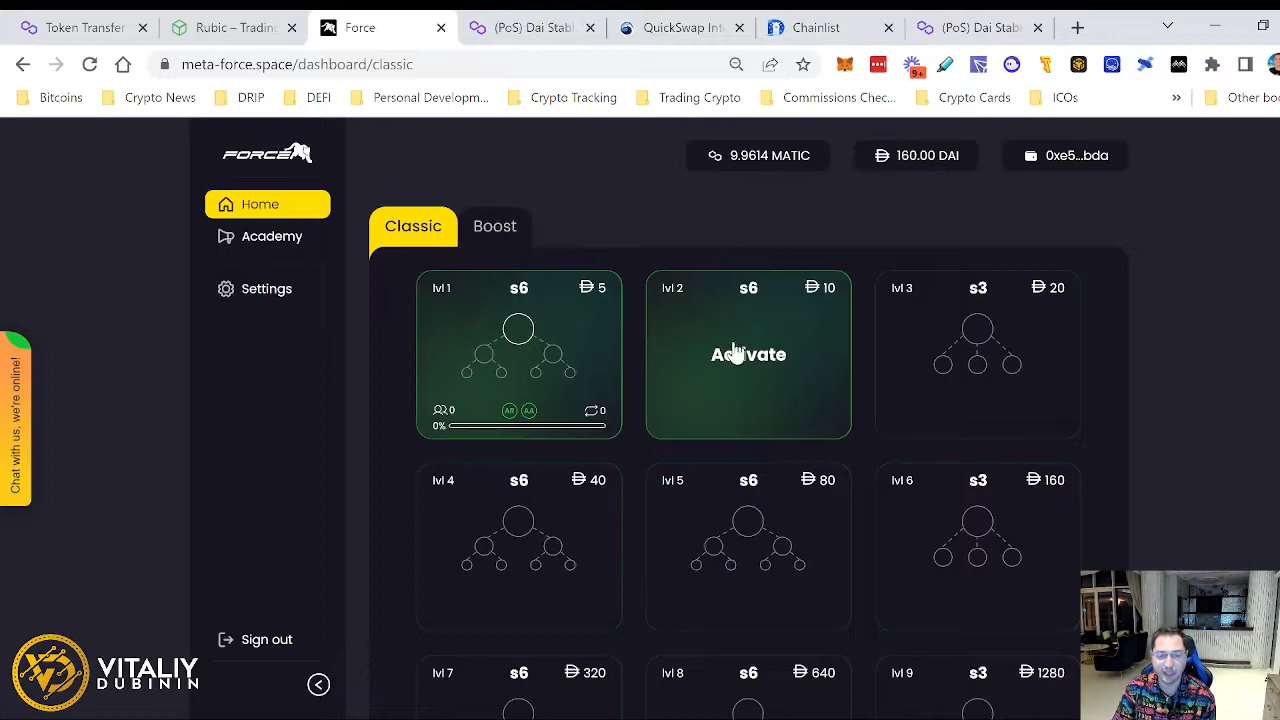 Token Transfer
Rubic – Tradin
Force
(PoS) Dai Stabl
QuickSwap Int
Chainlist
(PoS) Dai Stabl
meta-force.space/dashboard/classic
9+
Bitcoins
Crypto News
DRIP
DEFI
Personal Developm...
Crypto Tracking
Trading Crypto
Commissions Chec...
Crypto Cards
ICOs
»
Other boo
FORCE
9.9614 MATIC
160.00 DAI
0xe5...bda
Home
Academy
Settings
Sign out
Classic
Boost
lvl 1 s6 5
0 AR AA 0
0%
lvl 2 s6 10
Activate
lvl 3 s3 20
lvl 4 s6 40
lvl 5 s6 80
lvl 6 s3 160
lvl 7 s6 320
lvl 8 s6 640
lvl 9 s3 1280
Chat with us, we're online!
VITALIY
DUBININ